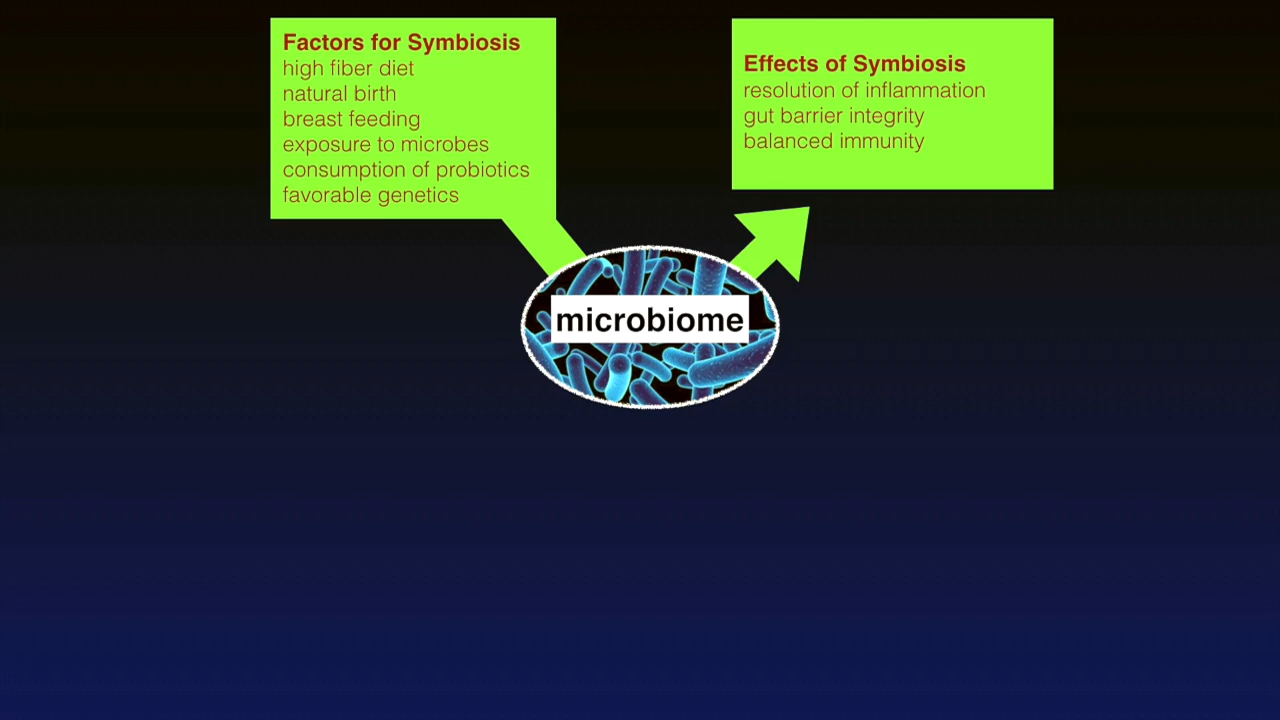 Factors for Symbiosis
high fiber diet
natural birth
breast feeding
exposure to microbes
consumption of probiotics
favorable genetics
Effects of Symbiosis
resolution of inflammation
gut barrier integrity
balanced immunity
microbiome